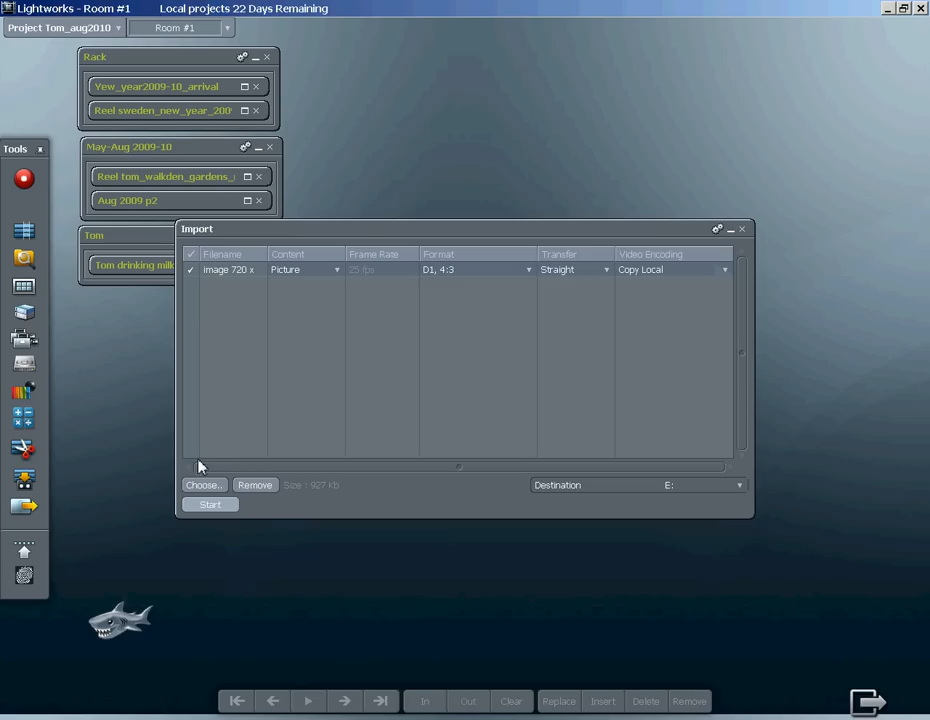 Lightworks - Room #1 Local projects 22 Days Remaining
Project Tom_aug2010 Room #1
Rack
Yew_year2009-10_arrival
Reel sweden_new_year_200
Tools x
May-Aug 2009-10
Reel tom_walkden_gardens_
Aug 2009 p2
Import
Tom
Filename Content Frame Rate Format Transfer Video Encoding
Tom drinking milk
image 720 x Picture 25 fps D1, 4:3 Straight Copy Local
Choose.. Remove Size : 927 Kb Destination E:
Start
In Out Clear Replace Insert Delete Remove